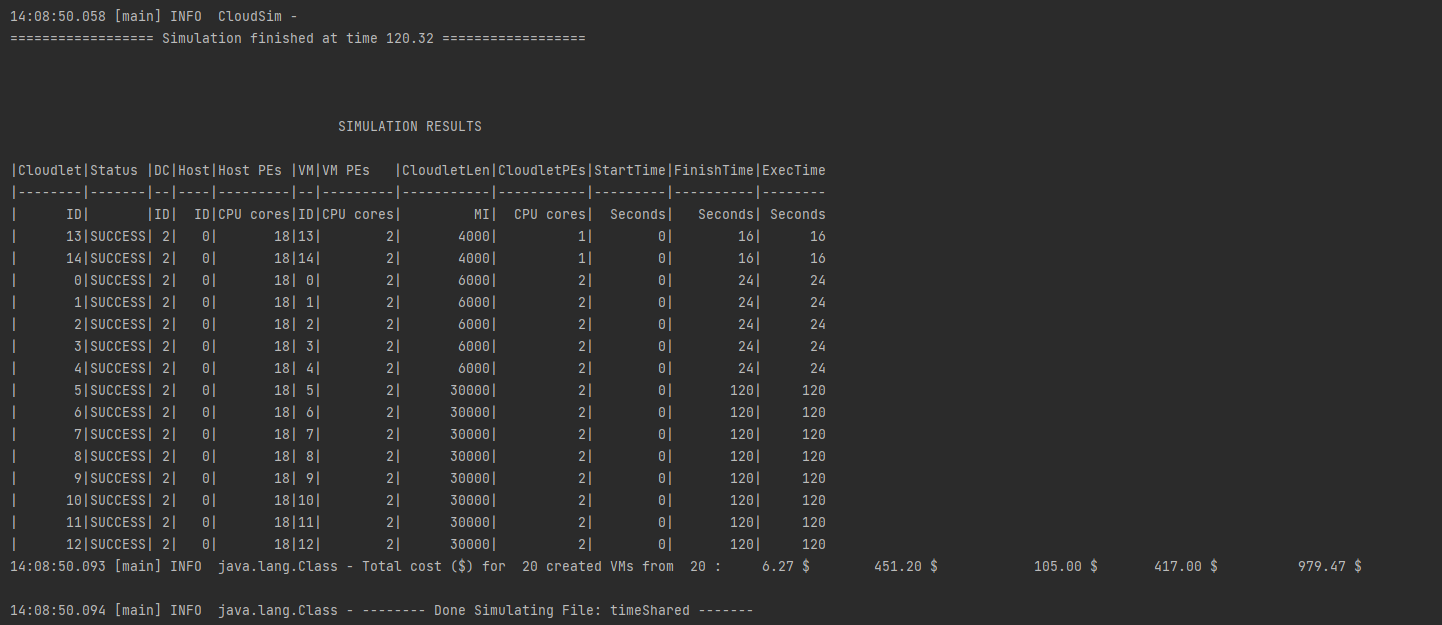 14:08:50.058 [main] INFO  CloudSim -
================== Simulation finished at time 120.32 ==================
                                         SIMULATION RESULTS
|Cloudlet|Status |DC|Host|Host PEs |VM|VM PEs   |CloudletLen|CloudletPEs|StartTime|FinishTime|ExecTime
|--------|-------|--|----|---------|--|---------|-----------|-----------|---------|----------|--------
|      ID|       |ID|  ID|CPU cores|ID|CPU cores|         MI|  CPU cores|  Seconds|   Seconds| Seconds
|      13|SUCCESS| 2|   0|       18|13|        2|       4000|          1|        0|        16|      16
|      14|SUCCESS| 2|   0|       18|14|        2|       4000|          1|        0|        16|      16
|       0|SUCCESS| 2|   0|       18| 0|        2|       6000|          2|        0|        24|      24
|       1|SUCCESS| 2|   0|       18| 1|        2|       6000|          2|        0|        24|      24
|       2|SUCCESS| 2|   0|       18| 2|        2|       6000|          2|        0|        24|      24
|       3|SUCCESS| 2|   0|       18| 3|        2|       6000|          2|        0|        24|      24
|       4|SUCCESS| 2|   0|       18| 4|        2|       6000|          2|        0|        24|      24
|       5|SUCCESS| 2|   0|       18| 5|        2|      30000|          2|        0|       120|     120
|       6|SUCCESS| 2|   0|       18| 6|        2|      30000|          2|        0|       120|     120
|       7|SUCCESS| 2|   0|       18| 7|        2|      30000|          2|        0|       120|     120
|       8|SUCCESS| 2|   0|       18| 8|        2|      30000|          2|        0|       120|     120
|       9|SUCCESS| 2|   0|       18| 9|        2|      30000|          2|        0|       120|     120
|      10|SUCCESS| 2|   0|       18|10|        2|      30000|          2|        0|       120|     120
|      11|SUCCESS| 2|   0|       18|11|        2|      30000|          2|        0|       120|     120
|      12|SUCCESS| 2|   0|       18|12|        2|      30000|          2|        0|       120|     120
14:08:50.093 [main] INFO  java.lang.Class - Total cost ($) for  20 created VMs from  20 :     6.27 $        451.20 $            105.00 $       417.00 $          979.47 $
14:08:50.094 [main] INFO  java.lang.Class - -------- Done Simulating File: timeShared -------